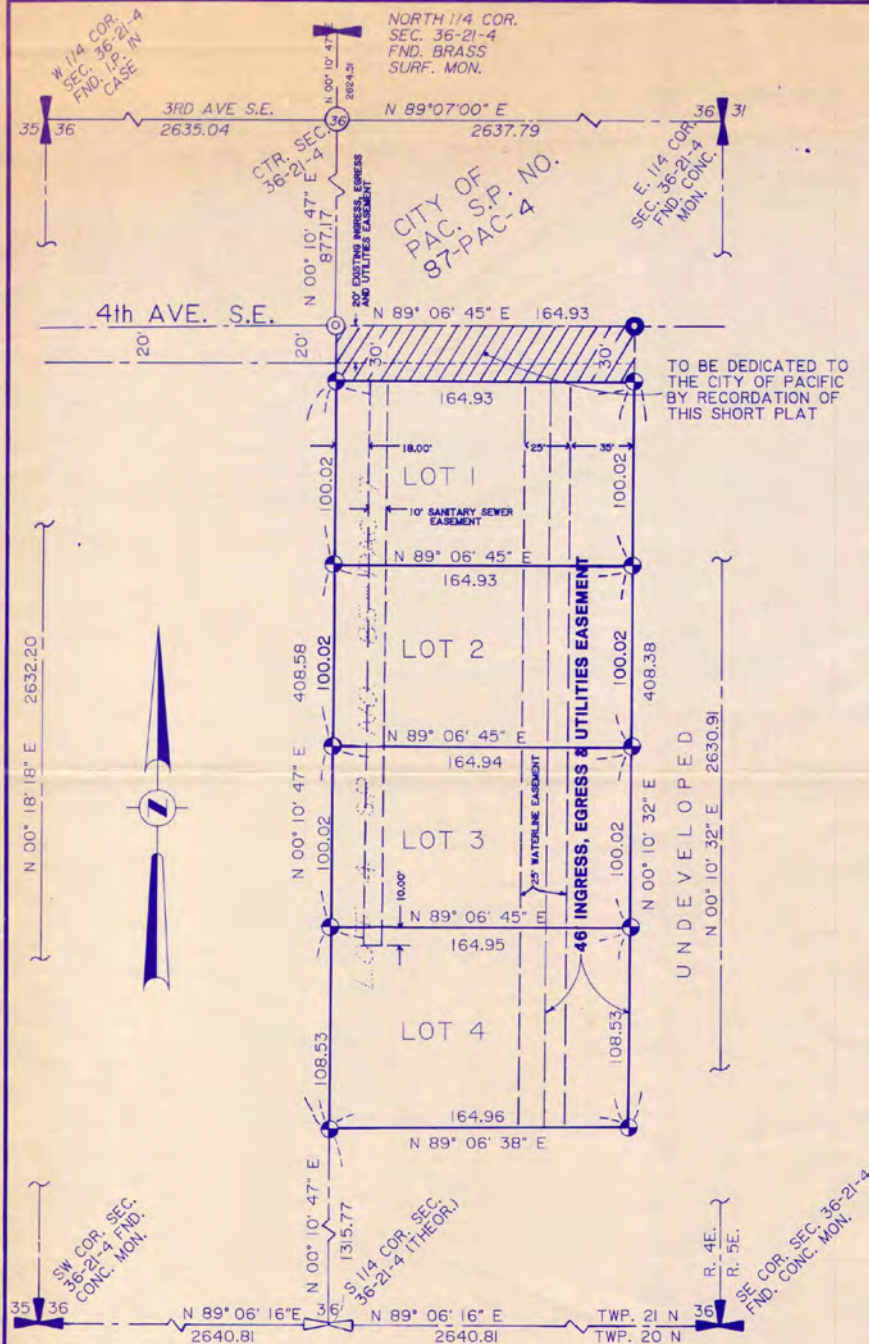 NORTH 1/4 COR.
SEC. 36-21-4
FND. BRASS
SURF. MON.
W 1/4 COR.
SEC. 36-21-4
FND. I.P. IN
CASE
N 00° 10' 47" E
2624.51
35 36
3RD AVE S.E.
2635.04
36
N 89°07'00" E
2637.79
36 31
CTR. SEC.
36-21-4
E. 1/4 COR.
SEC. 36-21-4
FND. CONC.
MON.
CITY OF
PAC. S.P. NO.
87-PAC-4
N 00° 10' 47" E
877.17
20' EXISTING INGRESS, EGRESS
AND UTILITIES EASEMENT
4th AVE. S.E.
N 89° 06' 45" E 164.93
20'
20'
30'
30'
TO BE DEDICATED TO
THE CITY OF PACIFIC
BY RECORDATION OF
THIS SHORT PLAT
164.93
18.00'
25'
35'
100.02
LOT 1
100.02
10' SANITARY SEWER
EASEMENT
N 89° 06' 45" E
164.93
N 00° 18' 18" E 2632.20
408.58
100.02
LOT 2
100.02
408.38
46' INGRESS, EGRESS & UTILITIES EASEMENT
N 89° 06' 45" E
164.94
Z
N 00° 10' 47" E
100.02
LOT 3
25' WATERLINE EASEMENT
100.02
N 00° 10' 32" E
UNDEVELOPED
N 00° 10' 32" E 2630.91
10.00'
N 89° 06' 45" E
164.95
LOT 4
108.53
108.53
164.96
N 89° 06' 38" E
N 00° 10' 47" E
1315.77
S 1/4 COR. SEC.
36-21-4 (THEOR.)
SW COR. SEC.
36-21-4 FND.
CONC. MON.
R. 4E.
R. 5E.
SE COR. SEC. 36-21-4
FND. CONC. MON.
35 36
N 89° 06' 16"E
2640.81
36
N 89° 06' 16" E
2640.81
TWP. 21 N
TWP. 20 N
36